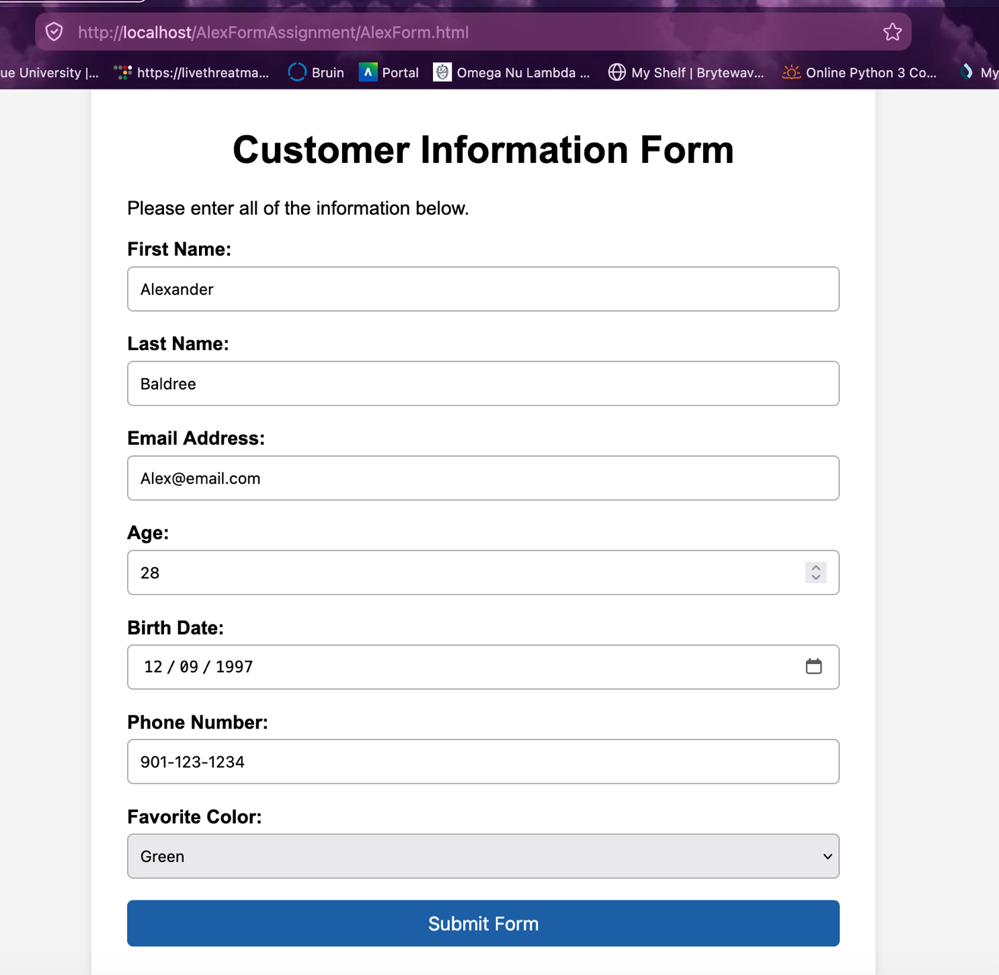 http://localhost/AlexFormAssignment/AlexForm.html
ue University |... https://livethreatma... Bruin Portal Omega Nu Lambda ... My Shelf | Brytewav... Online Python 3 Co... My
Customer Information Form
Please enter all of the information below.
First Name:
Alexander
Last Name:
Baldree
Email Address:
Alex@email.com
Age:
28
Birth Date:
12 / 09 / 1997
Phone Number:
901-123-1234
Favorite Color:
Green
Submit Form